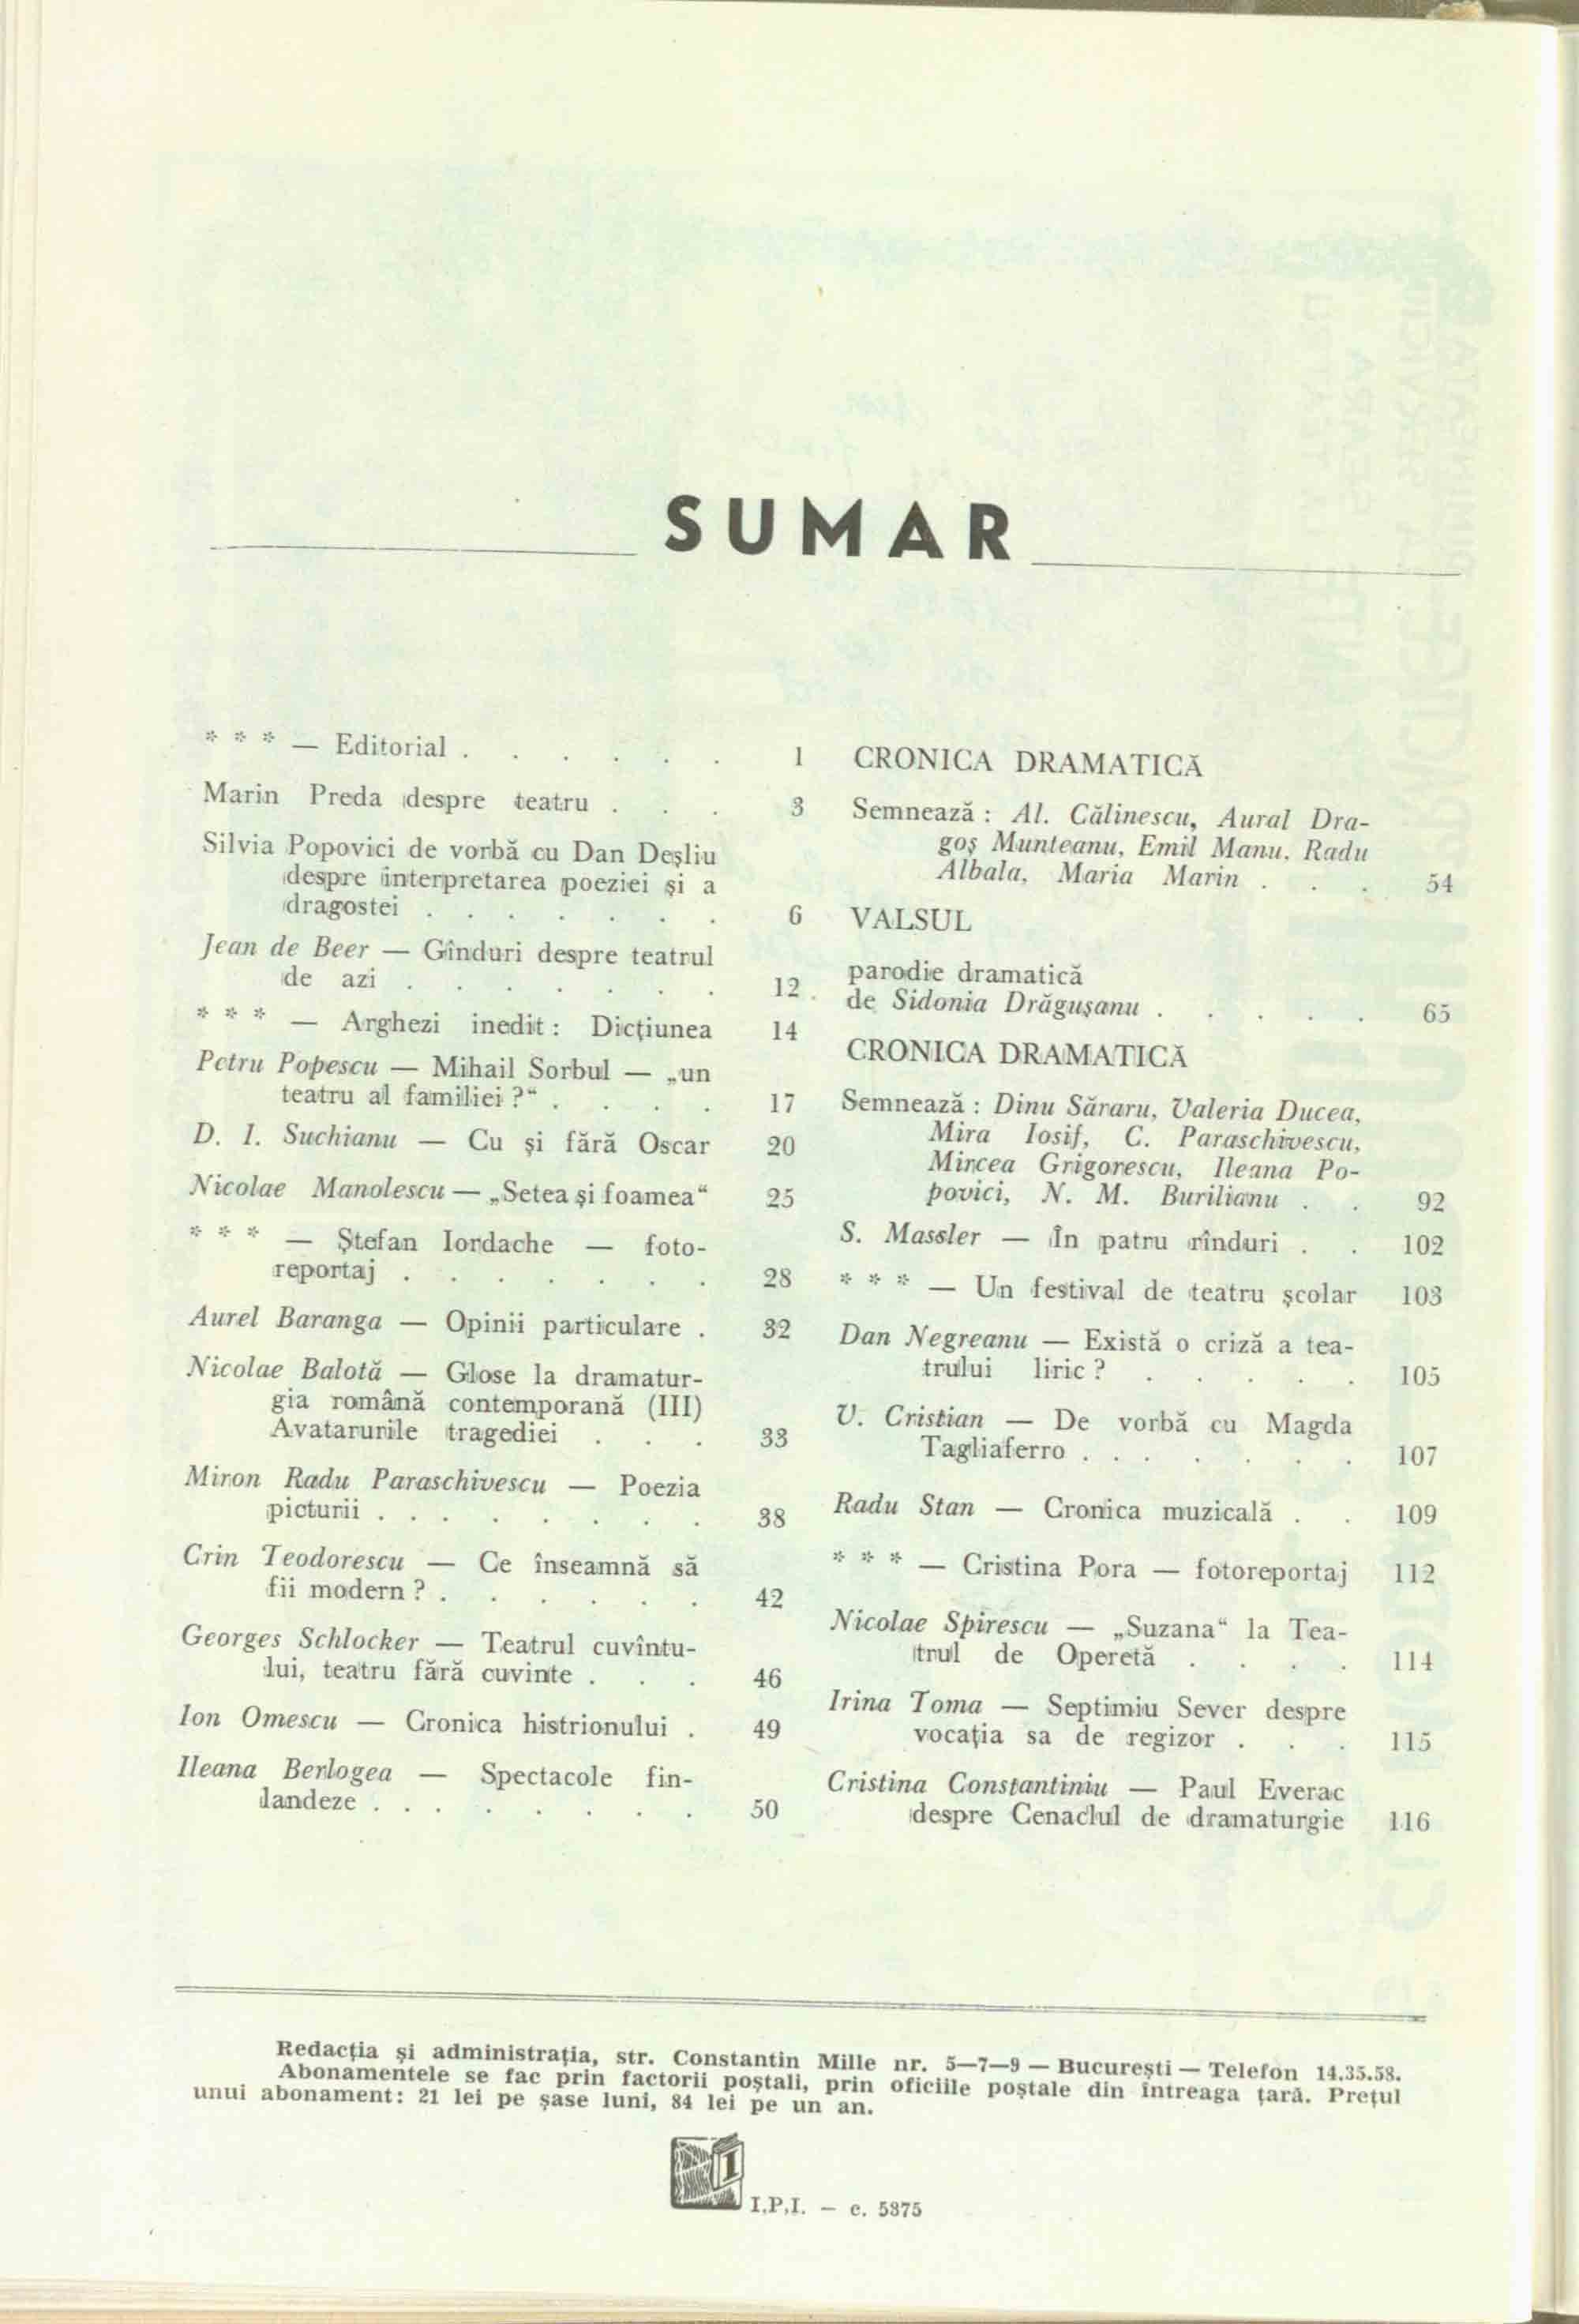 SUMAR
* * * — Editorial . . . . . . 1
Marin Preda despre teatru . . . 3
Silvia Popovici de vorbă cu Dan Deşliu
despre interpretarea poeziei şi a
dragostei . . . . . . . 6
Jean de Beer — Gînduri despre teatrul
de azi . . . . . . . 12
* * * — Arghezi inedit : Dicţiunea 14
Petru Popescu — Mihail Sorbul — „un
teatru al familiei ?“ . . . . 17
D. I. Suchianu — Cu şi fără Oscar 20
Nicolae Manolescu — „Setea şi foamea“ 25
* * * — Ştefan Iordache — foto-
reportaj . . . . . . . 28
Aurel Baranga — Opinii particulare . 32
Nicolae Balotă — Glose la dramatur-
gia română contemporană (III)
Avatarurile tragediei . . . 33
Miron Radu Paraschivescu — Poezia
picturii . . . . . . . . 38
Crin Teodorescu — Ce înseamnă să
fii modern ? . . . . . . 42
Georges Schlocker — Teatrul cuvîntu-
lui, teatru fără cuvinte . . . 46
Ion Omescu — Cronica histrionului . 49
Ileana Berlogea — Spectacole fin-
landeze . . . . . . . . 50
CRONICA DRAMATICĂ
Semnează : Al. Călinescu, Aural Dra-
goş Munteanu, Emil Manu, Radu
Albala, Maria Marin . . . 54
VALSUL
parodie dramatică
de Sidonia Drăguşanu . . . . . 65
CRONICA DRAMATICĂ
Semnează : Dinu Săraru, Valeria Ducea,
Mira Iosif, C. Paraschivescu,
Mircea Grigorescu, Ileana Po-
povici, N. M. Burilianu . . 92
S. Massler — În patru rînduri . . 102
* * * — Un festival de teatru şcolar 103
Dan Negreanu — Există o criză a tea-
trului liric ? . . . . . 105
V. Cristian — De vorbă cu Magda
Tagliaferro . . . . . . . 107
Radu Stan — Cronica muzicală . . 109
* * * — Cristina Pora — fotoreportaj 112
Nicolae Spirescu — „Suzana“ la Tea-
trul de Operetă . . . . 114
Irina Toma — Septimiu Sever despre
vocaţia sa de regizor . . . 115
Cristina Constantiniu — Paul Everac
despre Cenaclul de dramaturgie 116
Redacţia şi administraţia, str. Constantin Mille nr. 5—7—9 — Bucureşti — Telefon 14.35.58.
Abonamentele se fac prin factorii poştali, prin oficiile poştale din întreaga ţară. Preţul
unui abonament: 21 lei pe şase luni, 84 lei pe un an.
I.P.I. — c. 5375